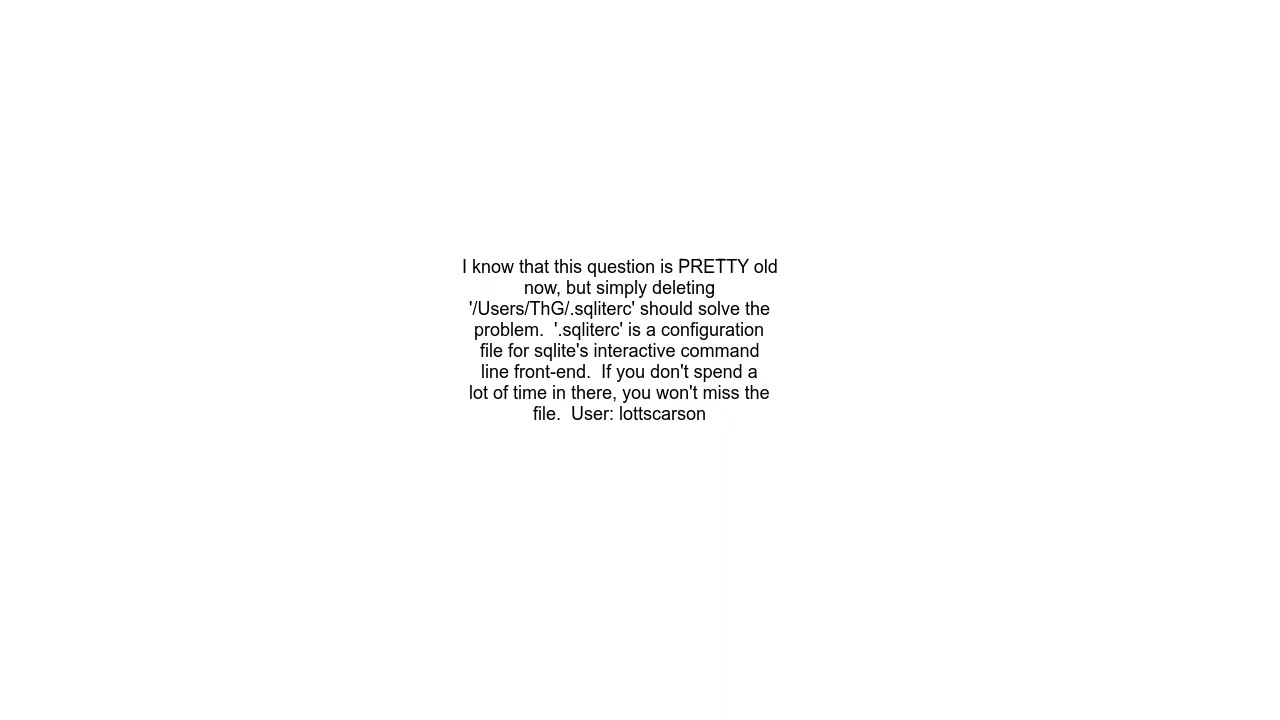 I know that this question is PRETTY old
now, but simply deleting
'/Users/ThG/.sqliterc' should solve the
problem.  '.sqliterc' is a configuration
file for sqlite's interactive command
line front-end.  If you don't spend a
lot of time in there, you won't miss the
file.  User: lottscarson